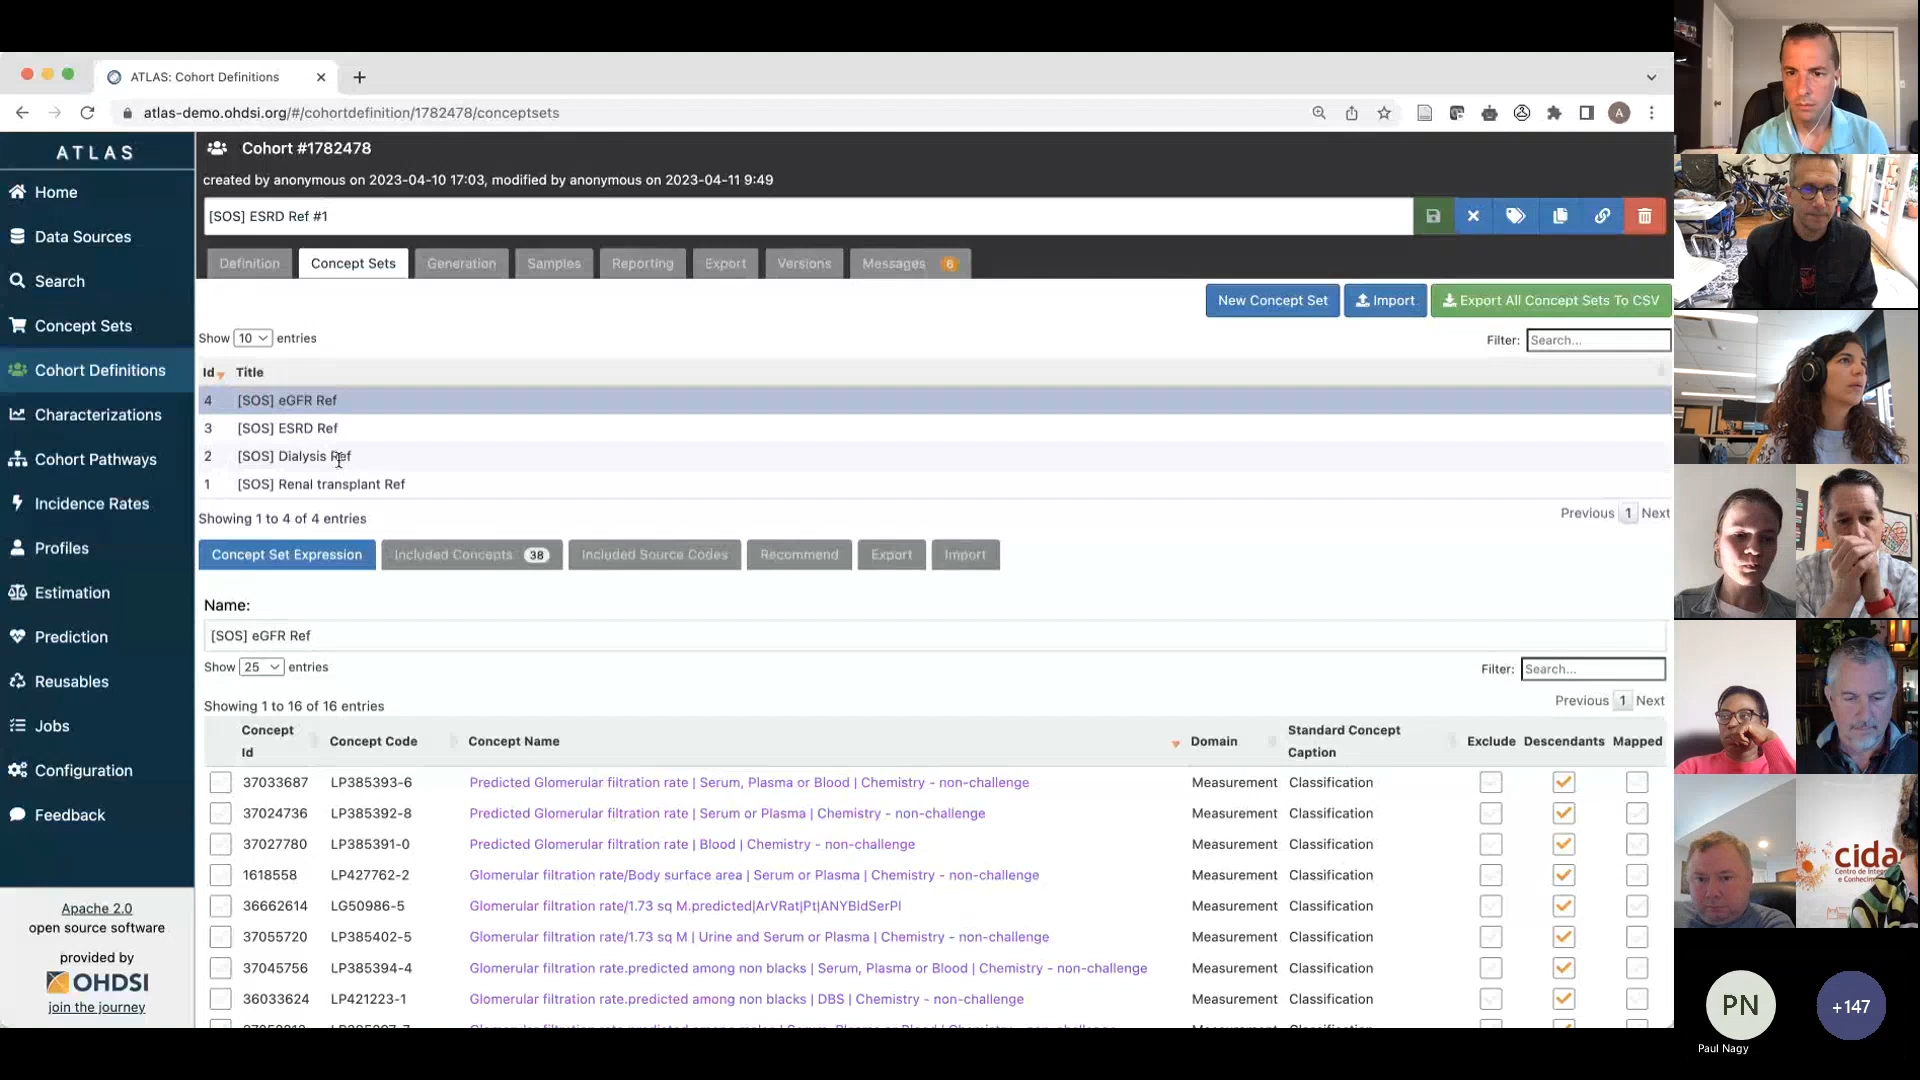 ATLAS: Cohort Definitions
atlas-demo.ohdsi.org/#/cohortdefinition/1782478/conceptsets
A
ATLAS
Home
Data Sources
Search
Concept Sets
Cohort Definitions
Characterizations
Cohort Pathways
Incidence Rates
Profiles
Estimation
Prediction
Reusables
Jobs
Configuration
Feedback
Apache 2.0
open source software
provided by
OHDSI
join the journey
Cohort #1782478
created by anonymous on 2023-04-10 17:03, modified by anonymous on 2023-04-11 9:49
[SOS] ESRD Ref #1
Definition Concept Sets Generation Samples Reporting Export Versions Messages 6
New Concept Set Import Export All Concept Sets To CSV
Show 10 entries Filter: Search...
Id Title
4 [SOS] eGFR Ref
3 [SOS] ESRD Ref
2 [SOS] Dialysis Ref
1 [SOS] Renal transplant Ref
Showing 1 to 4 of 4 entries Previous 1 Next
Concept Set Expression Included Concepts 38 Included Source Codes Recommend Export Import
Name:
[SOS] eGFR Ref
Show 25 entries Filter: Search...
Showing 1 to 16 of 16 entries Previous 1 Next
Concept Id Concept Code Concept Name Domain Standard Concept Caption Exclude Descendants Mapped
37033687 LP385393-6 Predicted Glomerular filtration rate | Serum, Plasma or Blood | Chemistry - non-challenge Measurement Classification
37024736 LP385392-8 Predicted Glomerular filtration rate | Serum or Plasma | Chemistry - non-challenge Measurement Classification
37027780 LP385391-0 Predicted Glomerular filtration rate | Blood | Chemistry - non-challenge Measurement Classification
1618558 LP427762-2 Glomerular filtration rate/Body surface area | Serum or Plasma | Chemistry - non-challenge Measurement Classification
36662614 LG50986-5 Glomerular filtration rate/1.73 sq M.predicted|ArVRat|Pt|ANYBldSerPl Measurement Classification
37055720 LP385402-5 Glomerular filtration rate/1.73 sq M | Urine and Serum or Plasma | Chemistry - non-challenge Measurement Classification
37045756 LP385394-4 Glomerular filtration rate.predicted among non blacks | Serum, Plasma or Blood | Chemistry - non-challenge Measurement Classification
36033624 LP421223-1 Glomerular filtration rate.predicted among non blacks | DBS | Chemistry - non-challenge Measurement Classification
cida
Centro de
e
PN
Paul Nagy
+147